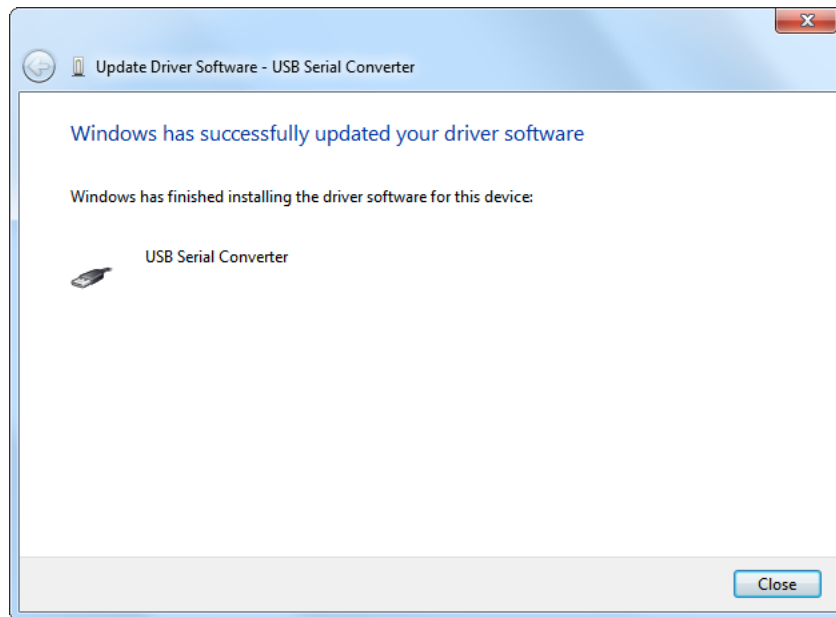 Update Driver Software - USB Serial Converter
Windows has successfully updated your driver software
Windows has finished installing the driver software for this device:
USB Serial Converter
Close